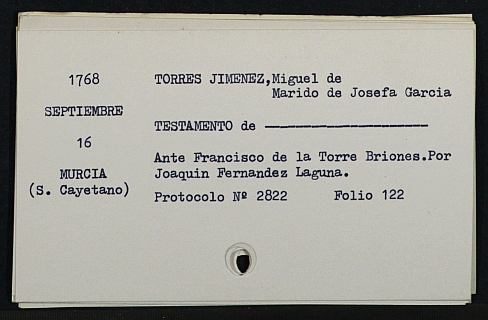 1768
SEPTIEMBRE
16
MURCIA
(S. Cayetano)
TORRES JIMENEZ,Miguel de
Marido de Josefa Garcia
TESTAMENTO de ---------------------
Ante Francisco de la Torre Briones.Por
Joaquin Fernandez Laguna.
Protocolo Nº 2822 Folio 122